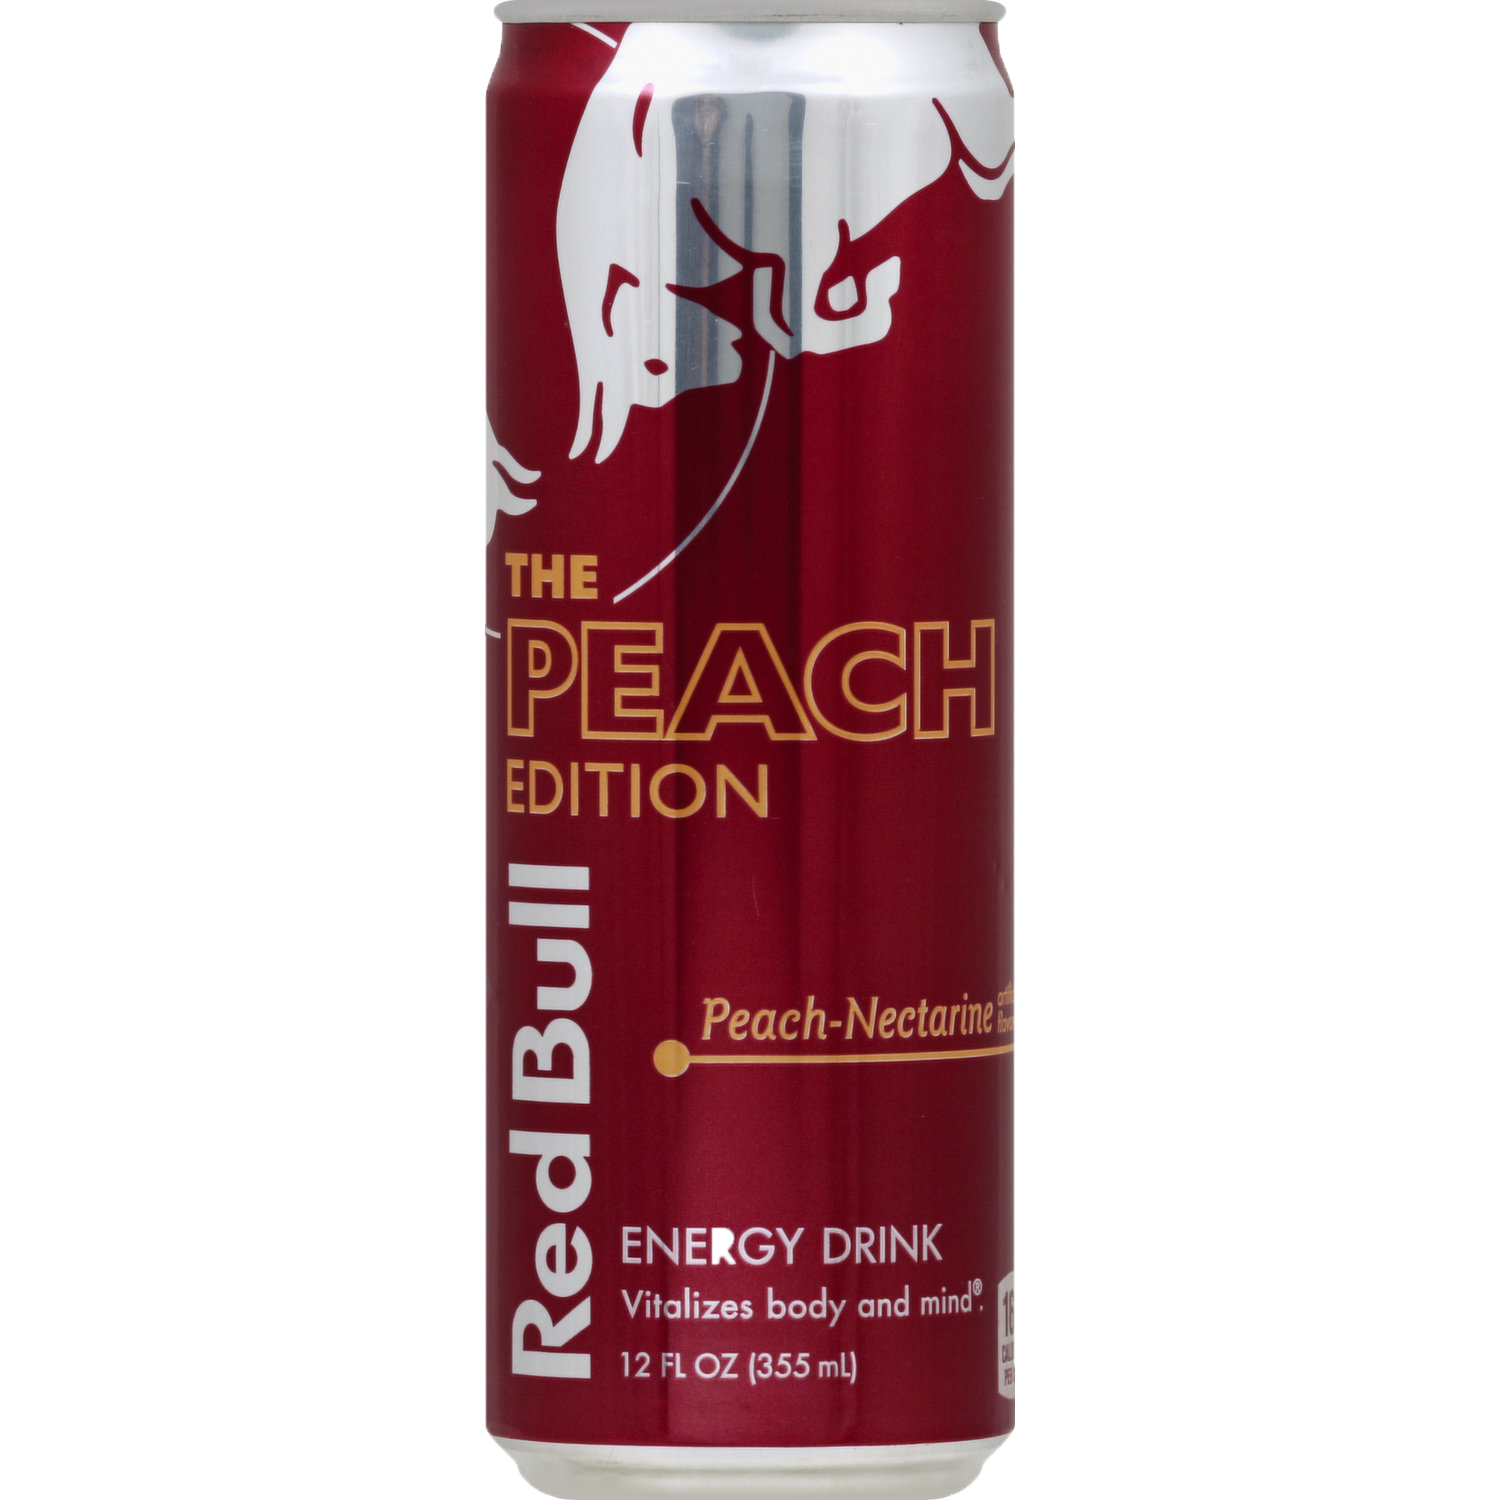 THE
PEACH
EDITION
Red Bull
Peach-Nectarine
ENERGY DRINK
Vitalizes body and mind®.
12 FL OZ (355 mL)